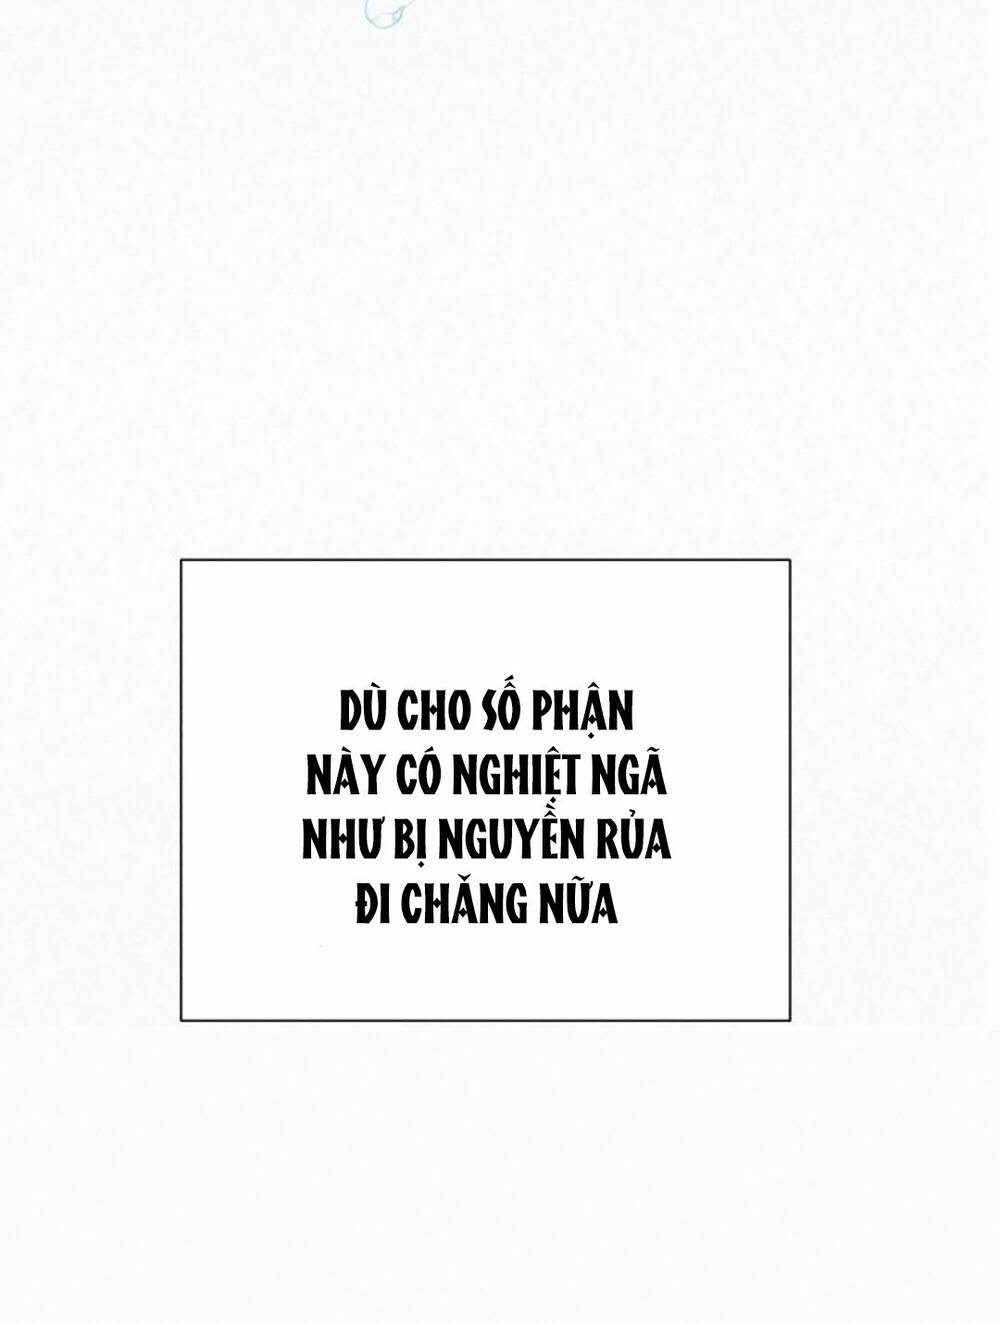 DÙ CHO SỐ PHẬN
NÀY CÓ NGHIỆT NGÃ
NHƯ BỊ NGUYỀN RỦA
ĐI CHĂNG NỮA